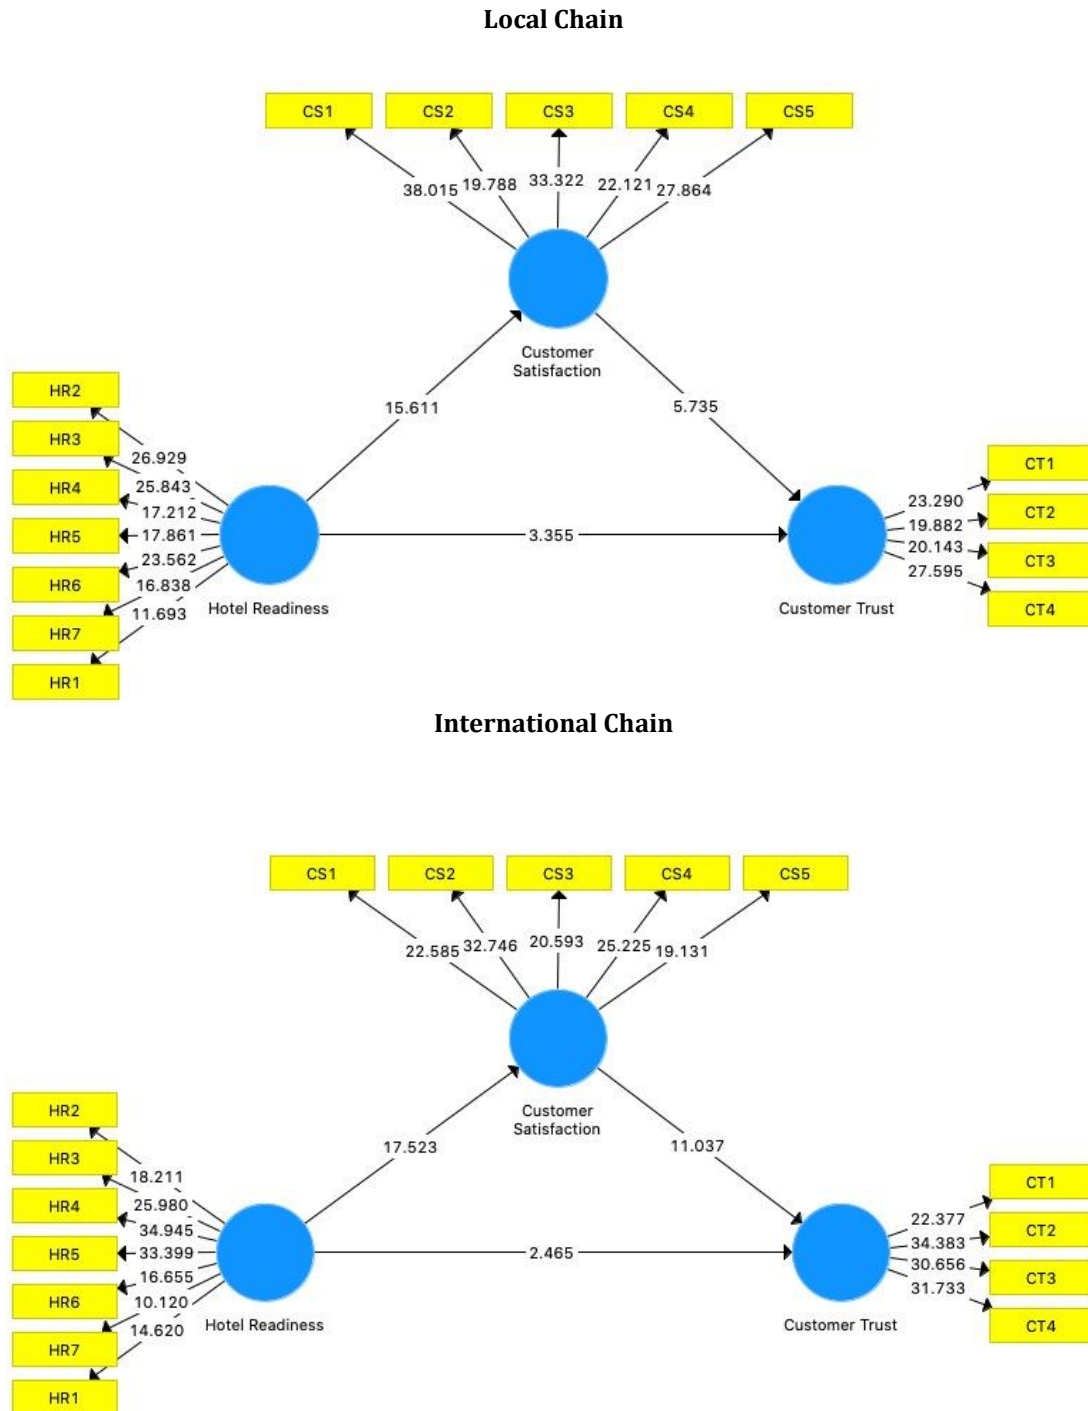 Local Chain
CS1 CS2 CS3 CS4 CS5
38.015 19.788 33.322 22.121 27.864
Customer
Satisfaction
15.611
5.735
HR2
HR3
HR4
HR5
HR6
HR7
HR1
26.929
25.843
17.212
17.861
23.562
16.838
11.693
Hotel Readiness
3.355
Customer Trust
23.290
19.882
20.143
27.595
CT1
CT2
CT3
CT4
International Chain
CS1 CS2 CS3 CS4 CS5
22.585 32.746 20.593 25.225 19.131
Customer
Satisfaction
17.523
11.037
HR2
HR3
HR4
HR5
HR6
HR7
HR1
18.211
25.980
34.945
33.399
16.655
10.120
14.620
Hotel Readiness
2.465
Customer Trust
22.377
34.383
30.656
31.733
CT1
CT2
CT3
CT4